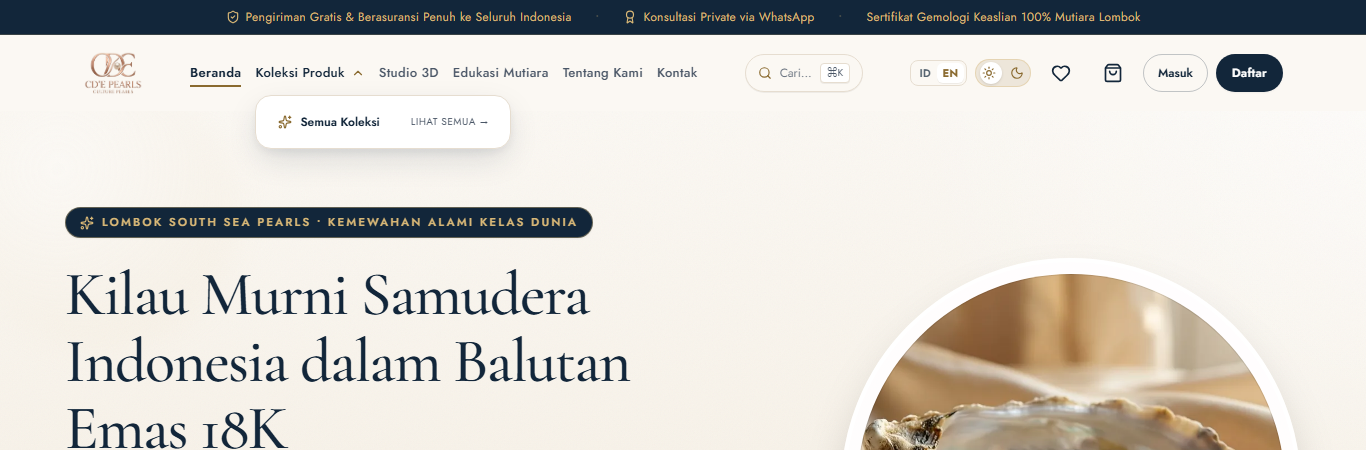 Pengiriman Gratis & Berasuransi Penuh ke Seluruh Indonesia · Konsultasi Private via WhatsApp · Sertifikat Gemologi Keaslian 100% Mutiara Lombok
CD'E PEARLS
Beranda Koleksi Produk Studio 3D Edukasi Mutiara Tentang Kami Kontak Cari... ⌘K ID EN Masuk Daftar
Semua Koleksi LIHAT SEMUA →
LOMBOK SOUTH SEA PEARLS · KEMEWAHAN ALAMI KELAS DUNIA
Kilau Murni Samudera
Indonesia dalam Balutan
Emas 18K